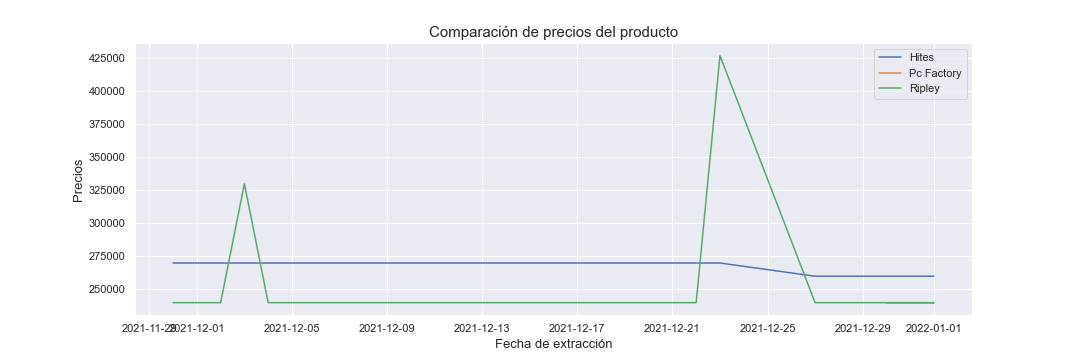 Comparación de precios del producto
Hites
Pc Factory
Ripley
Precios
425000
400000
375000
350000
325000
300000
275000
250000
2021-11-29 2021-12-01 2021-12-05 2021-12-09 2021-12-13 2021-12-17 2021-12-21 2021-12-25 2021-12-29 2022-01-01
Fecha de extracción